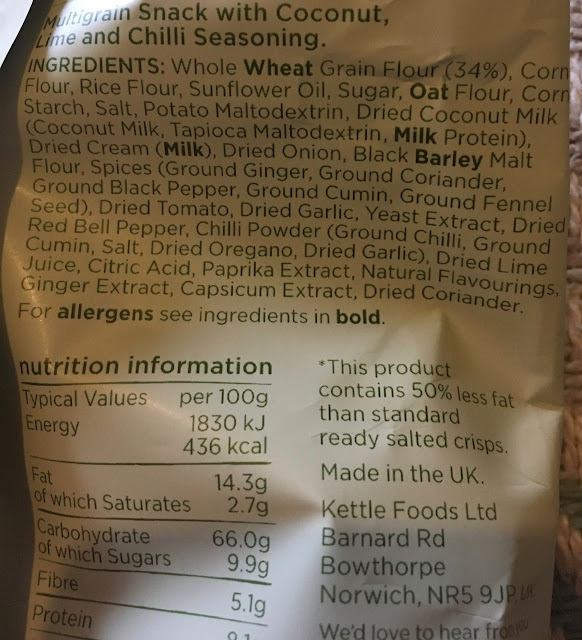 Multigrain Snack with Coconut,
Lime and Chilli Seasoning.
INGREDIENTS: Whole Wheat Grain Flour (34%), Corn
Flour, Rice Flour, Sunflower Oil, Sugar, Oat Flour, Corn
Starch, Salt, Potato Maltodextrin, Dried Coconut Milk
(Coconut Milk, Tapioca Maltodextrin, Milk Protein),
Dried Cream (Milk), Dried Onion, Black Barley Malt
Flour, Spices (Ground Ginger, Ground Coriander,
Ground Black Pepper, Ground Cumin, Ground Fennel
Seed), Dried Tomato, Dried Garlic, Yeast Extract, Dried
Red Bell Pepper, Chilli Powder (Ground Chilli, Ground
Cumin, Salt, Dried Oregano, Dried Garlic), Dried Lime
Juice, Citric Acid, Paprika Extract, Natural Flavourings,
Ginger Extract, Capsicum Extract, Dried Coriander.
For allergens see ingredients in bold.
nutrition information
Typical Values per 100g
Energy 1830 kJ
436 kcal
Fat 14.3g
of which Saturates 2.7g
Carbohydrate 66.0g
of which Sugars 9.9g
Fibre 5.1g
Protein
*This product
contains 50% less fat
than standard
ready salted crisps.
Made in the UK.
Kettle Foods Ltd
Barnard Rd
Bowthorpe
Norwich, NR5 9JP, UK
We'd love to hear from you